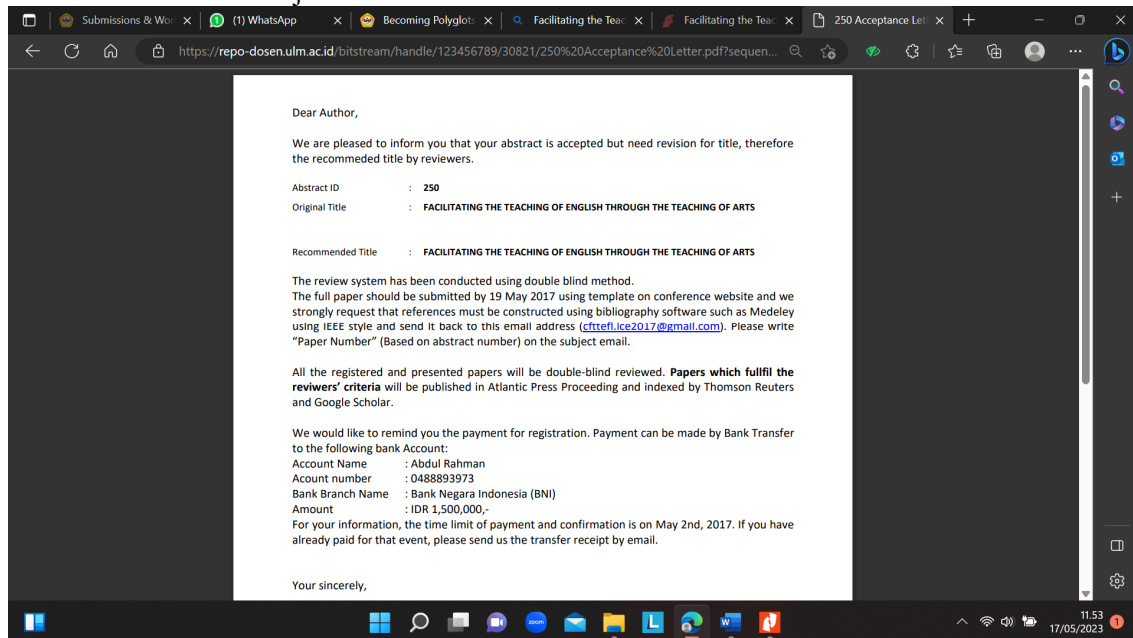 Submissions & Wor
(1) WhatsApp
Becoming Polyglots
Facilitating the Teac
Facilitating the Teac
250 Acceptance Lett
https://repo-dosen.ulm.ac.id/bitstream/handle/123456789/30821/250%20Acceptance%20Letter.pdf?sequen...
Dear Author,
We are pleased to inform you that your abstract is accepted but need revision for title, therefore
the recommeded title by reviewers.
Abstract ID : 250
Original Title : FACILITATING THE TEACHING OF ENGLISH THROUGH THE TEACHING OF ARTS
Recommended Title : FACILITATING THE TEACHING OF ENGLISH THROUGH THE TEACHING OF ARTS
The review system has been conducted using double blind method.
The full paper should be submitted by 19 May 2017 using template on conference website and we
strongly request that references must be constructed using bibliography software such as Medeley
using IEEE style and send it back to this email address (cfttefl.ice2017@gmail.com). Please write
"Paper Number" (Based on abstract number) on the subject email.
All the registered and presented papers will be double-blind reviewed. Papers which fullfil the
reviwers' criteria will be published in Atlantic Press Proceeding and indexed by Thomson Reuters
and Google Scholar.
We would like to remind you the payment for registration. Payment can be made by Bank Transfer
to the following bank Account:
Account Name : Abdul Rahman
Acount number : 0488893973
Bank Branch Name : Bank Negara Indonesia (BNI)
Amount : IDR 1,500,000,-
For your information, the time limit of payment and confirmation is on May 2nd, 2017. If you have
already paid for that event, please send us the transfer receipt by email.
Your sincerely,
zoom
L
W
11.53
17/05/2023
1